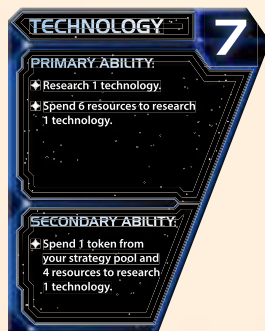 TECHNOLOGY 7
PRIMARY ABILITY:
Research 1 technology.
Spend 6 resources to research
1 technology.
SECONDARY ABILITY:
Spend 1 token from
your strategy pool and
4 resources to research
1 technology.